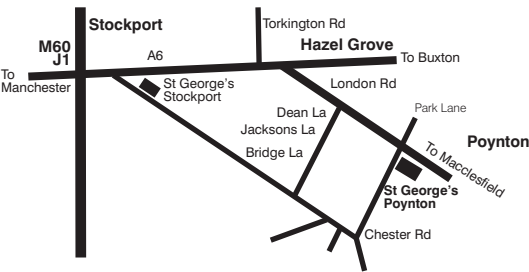 Stockport
Torkington Rd
M60
J1
A6
Hazel Grove
To Buxton
To
Manchester
St George's
Stockport
London Rd
Dean La
Jacksons La
Bridge La
Park Lane
Poynton
To Macclesfield
St George's
Poynton
Chester Rd